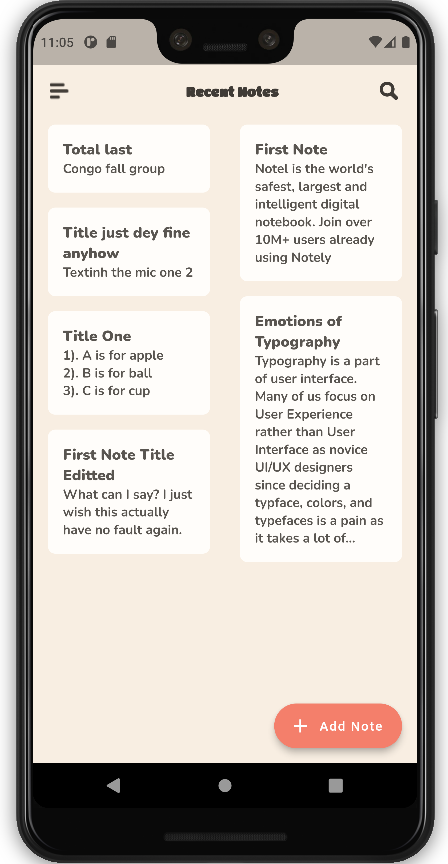 11:05
Recent Notes
Total last
Congo fall group
Title just dey fine
anyhow
Textinh the mic one 2
Title One
1). A is for apple
2). B is for ball
3). C is for cup
First Note Title
Editted
What can I say? I just
wish this actually
have no fault again.
First Note
Notel is the world's
safest, largest and
intelligent digital
notebook. Join over
10M+ users already
using Notely
Emotions of
Typography
Typography is a part
of user interface.
Many of us focus on
User Experience
rather than User
Interface as novice
UI/UX designers
since deciding a
typface, colors, and
typefaces is a pain as
it takes a lot of...
+ Add Note